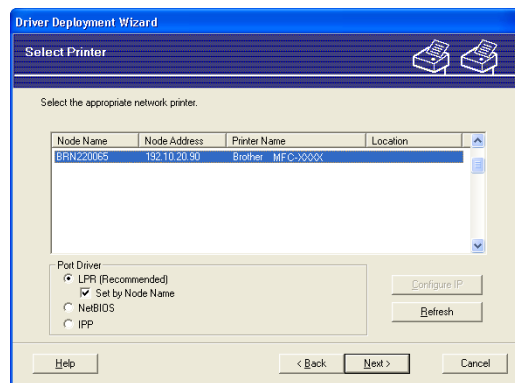 Driver Deployment Wizard
Select Printer
Select the appropriate network printer.
Node Name Node Address Printer Name Location
BRN220065 192.10.20.90 Brother MFC-XXXX
Port Driver
LPR (Recommended)
Set by Node Name
NetBIOS
IPP
Configure IP
Refresh
Help < Back Next > Cancel